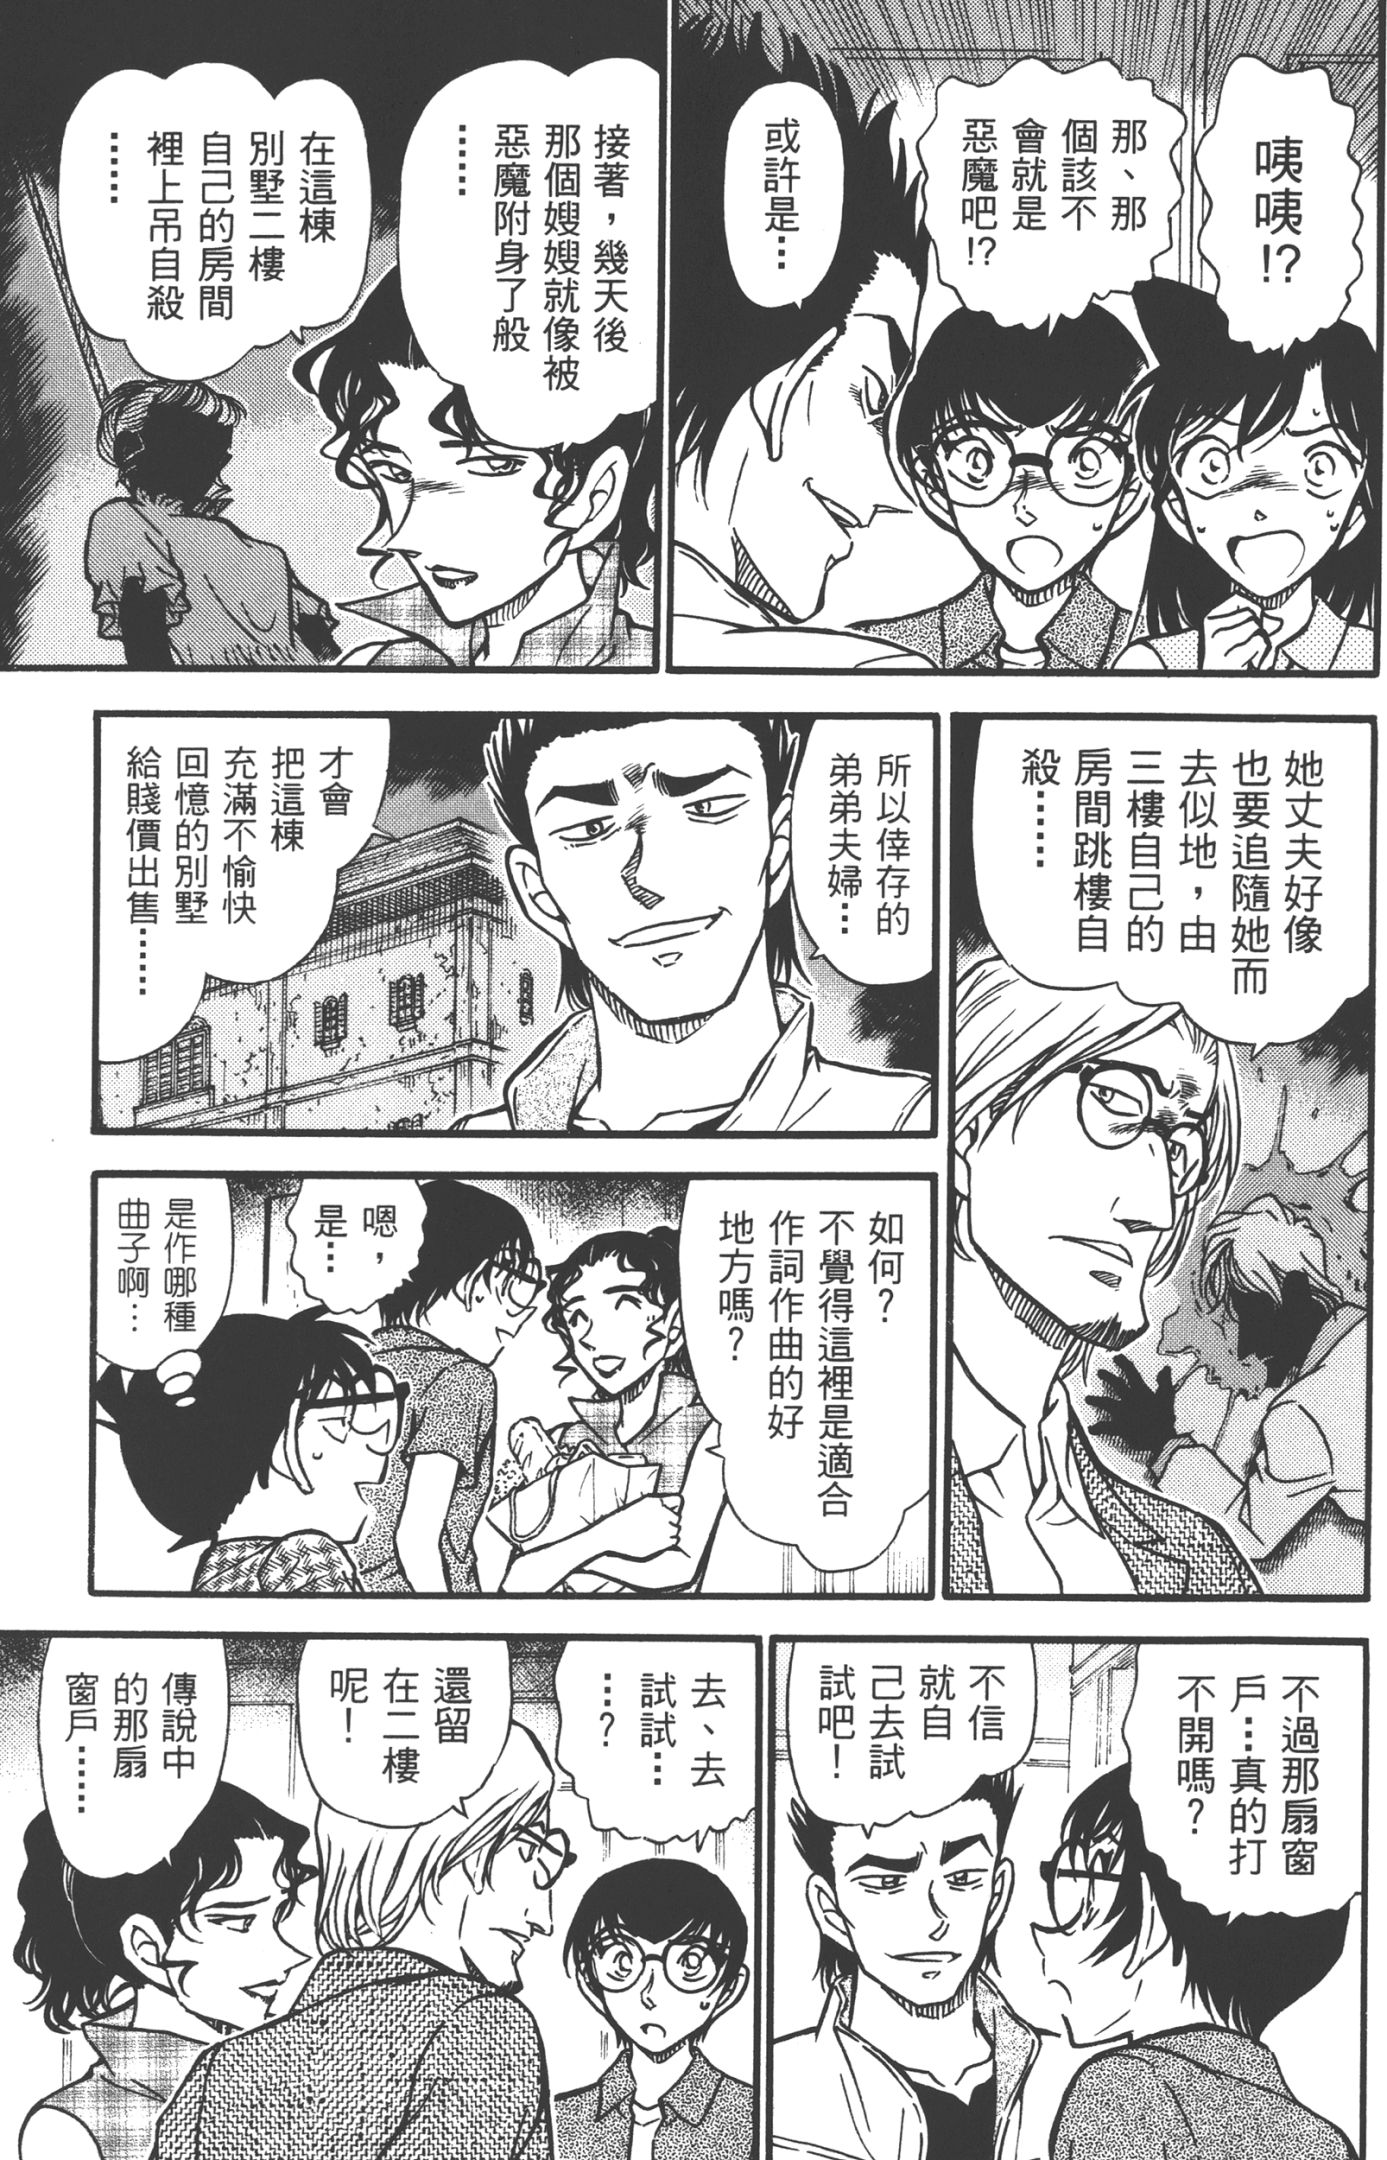 咦咦!?
那、那
個該不
會就是
惡魔吧!?
或許是…
接著，幾天後
那個嫂嫂就像被
惡魔附身了般
……
在這棟
別墅二樓
自己的房間
裡上吊自殺
……
她丈夫好像
也要追隨她而
去似地，由
三樓自己的
房間跳樓自
殺……
所以倖存的
弟弟夫婦…
才會
把這棟
充滿不愉快
回憶的別墅
給賤價出售……
如何？
不覺得這裡是適合
作詞作曲的好
地方嗎？
嗯，
是…
是作哪種
曲子啊…
不過那扇窗
戶…真的打
不開嗎？
不信
就自
己去試
試吧！
去、去
試試…
…？
還留
在二樓
呢！
傳說中
的那扇
窗戶……